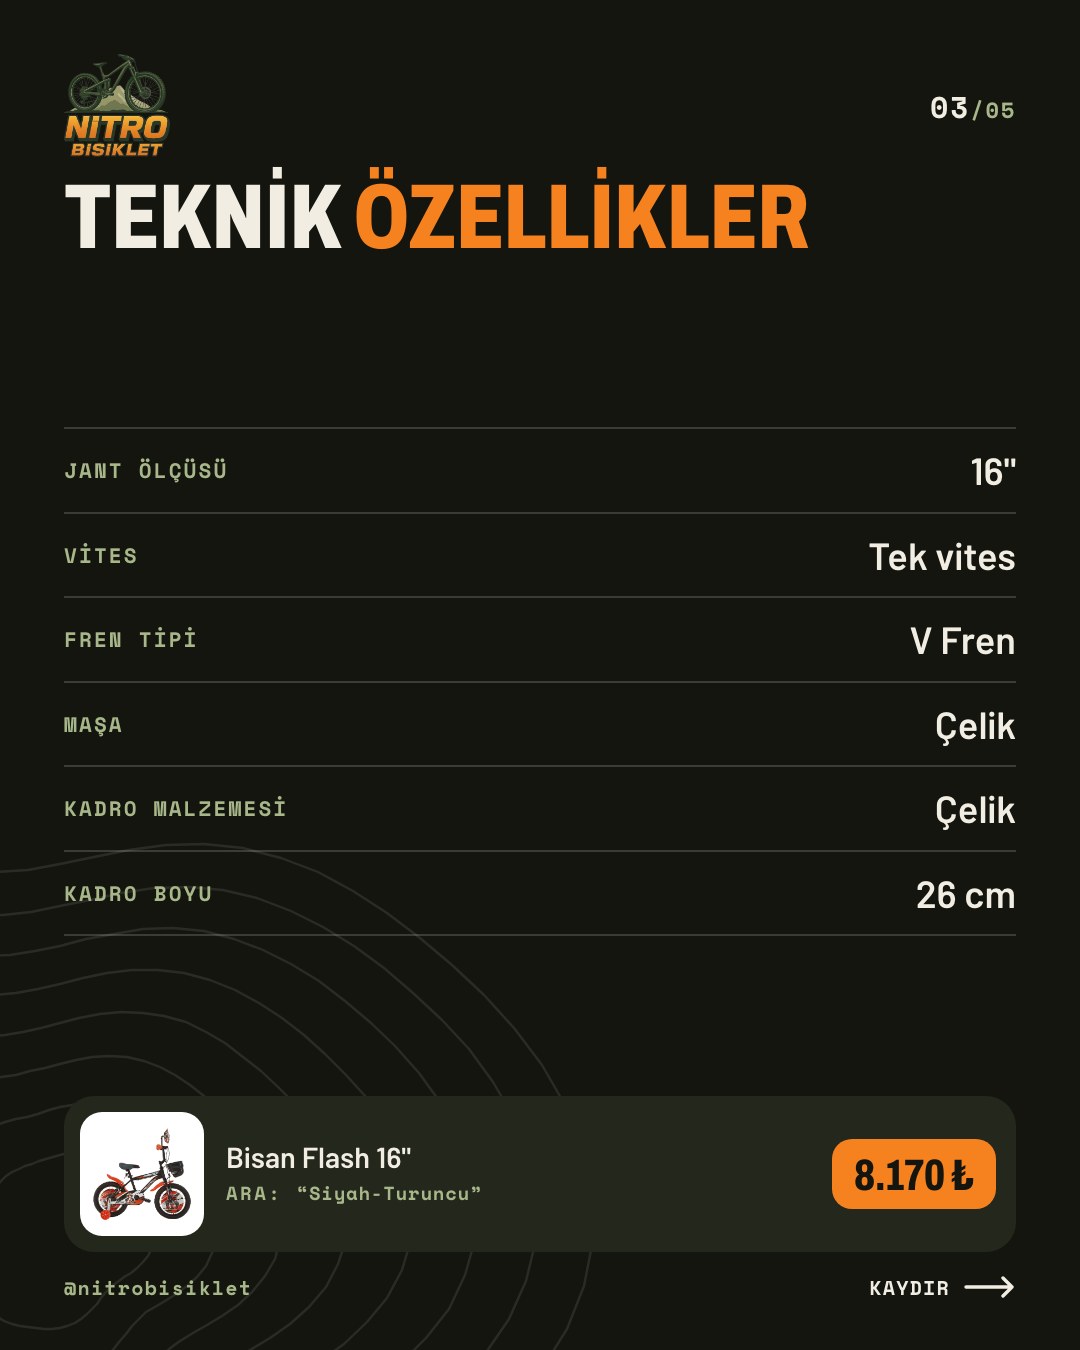 NiTRO
BISIKLET
03/05
TEKNİK ÖZELLİKLER
JANT ÖLÇÜSÜ 16"
VİTES Tek vites
FREN TİPİ V Fren
MAŞA Çelik
KADRO MALZEMESİ Çelik
KADRO BOYU 26 cm
Bisan Flash 16"
ARA: “Siyah-Turuncu”
8.170 ₺
@nitrobisiklet
KAYDIR